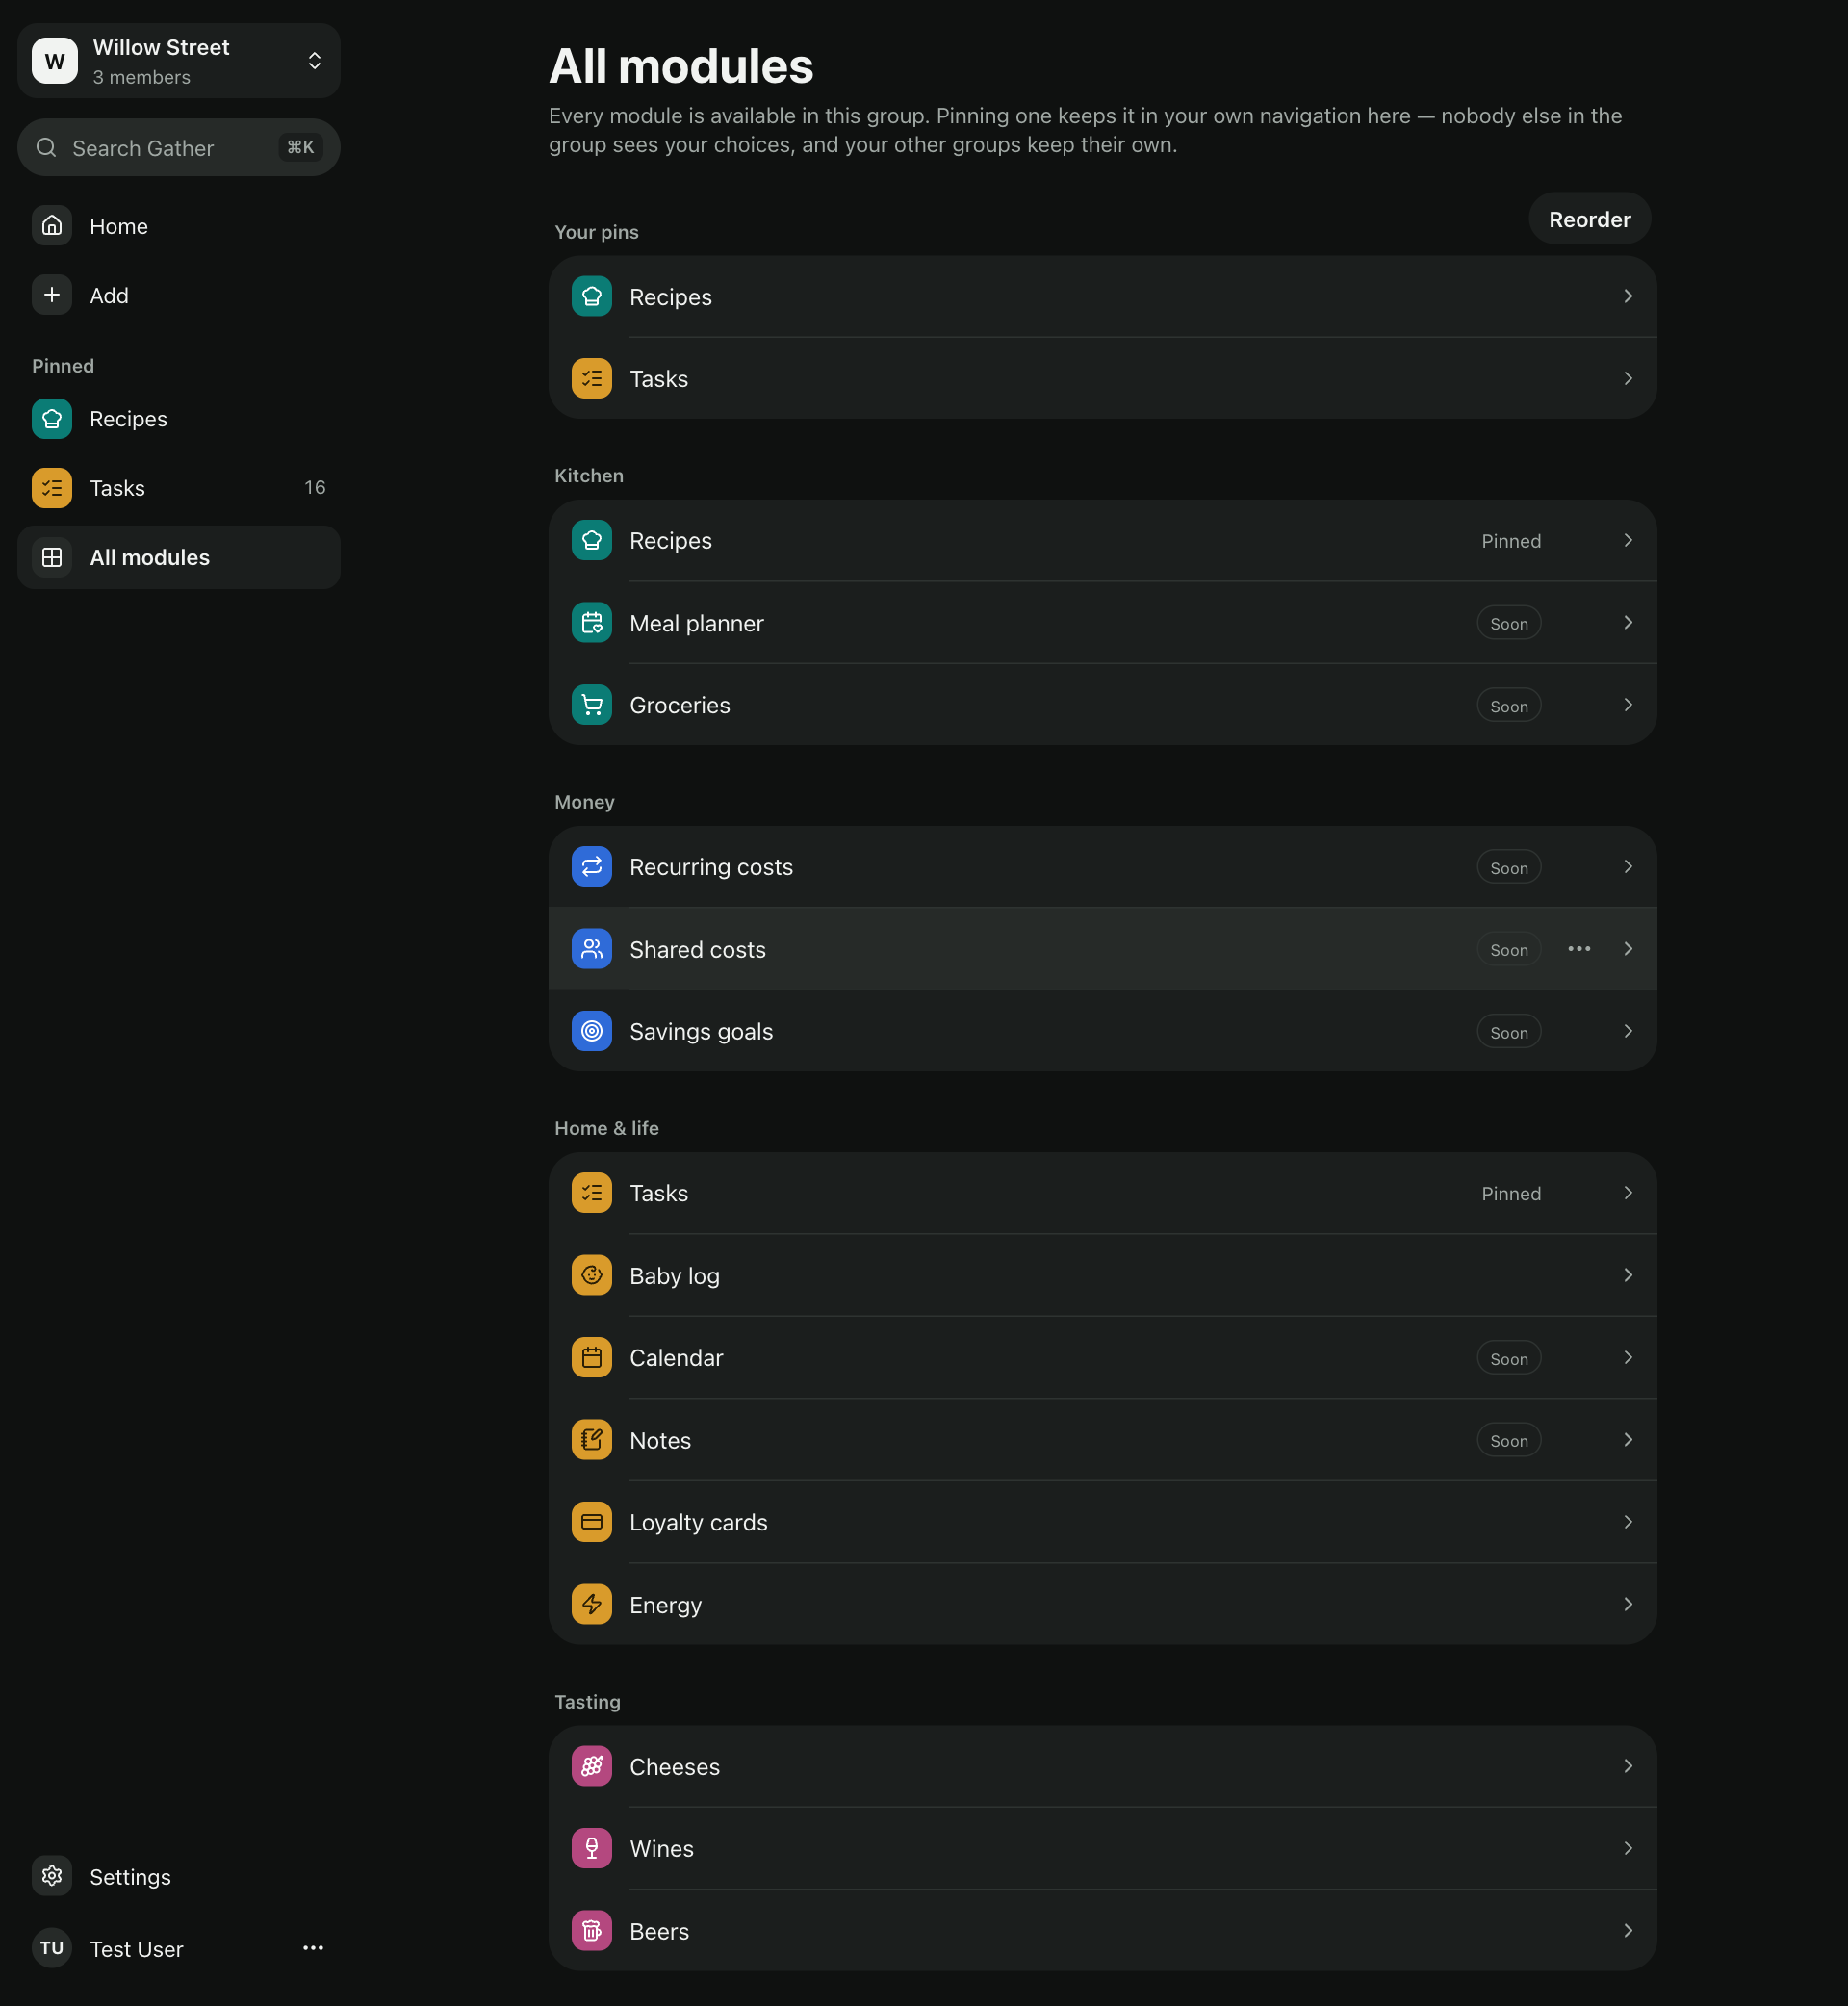 W
Willow Street
3 members
Search Gather
⌘K
Home
Add
Pinned
Recipes
Tasks
16
All modules
Settings
TU
Test User
All modules
Every module is available in this group. Pinning one keeps it in your own navigation here — nobody else in the
group sees your choices, and your other groups keep their own.
Your pins
Reorder
Recipes
Tasks
Kitchen
Recipes
Pinned
Meal planner
Soon
Groceries
Soon
Money
Recurring costs
Soon
Shared costs
Soon
Savings goals
Soon
Home & life
Tasks
Pinned
Baby log
Calendar
Soon
Notes
Soon
Loyalty cards
Energy
Tasting
Cheeses
Wines
Beers